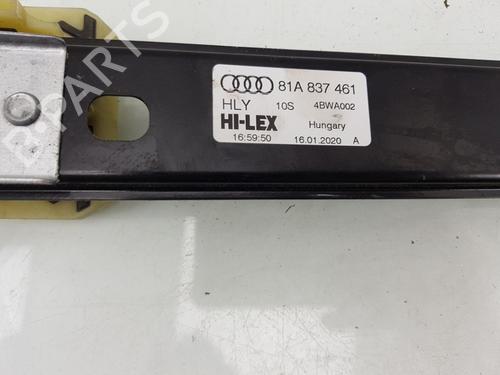 81A 837 461
HLY 10S 4BWA002
HI-LEX Hungary
16:59:50 16.01.2020 A
B-PARTS